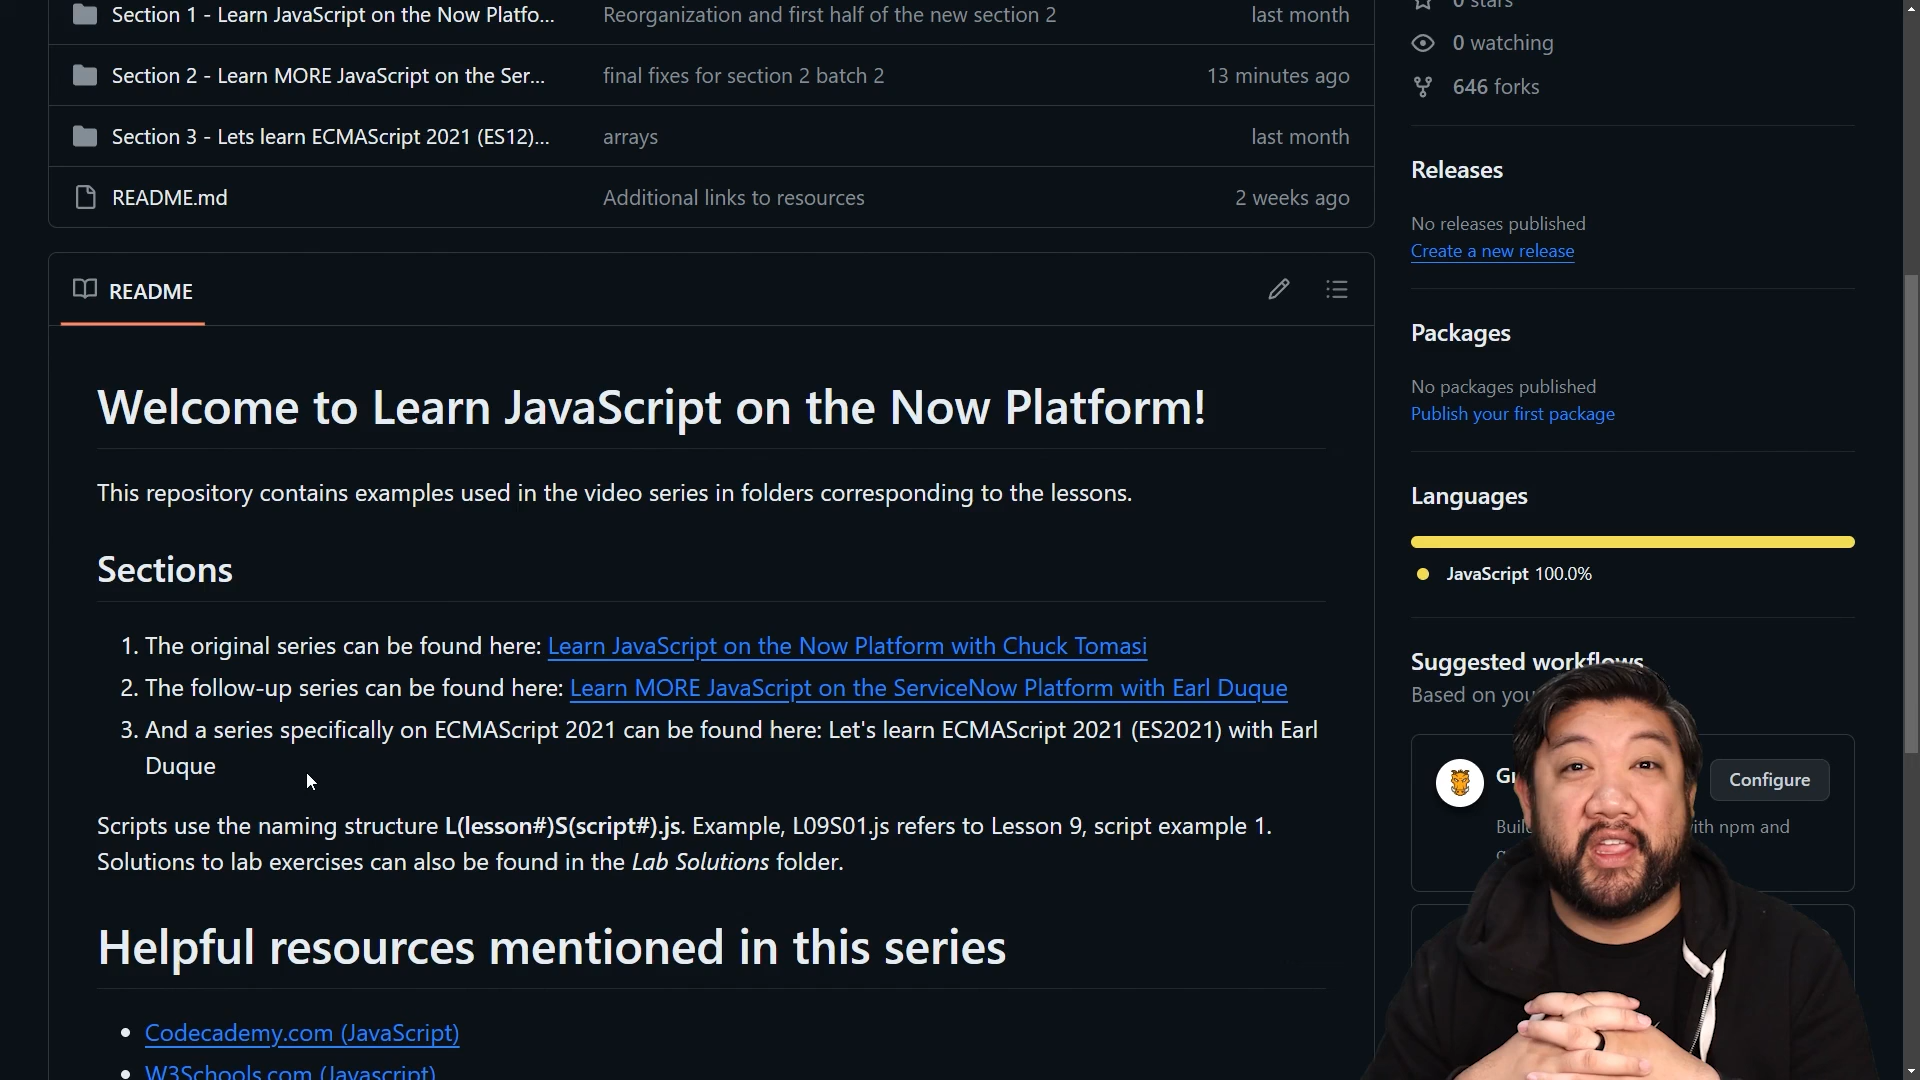 Section 1 - Learn JavaScript on the Now Platfo... Reorganization and first half of the new section 2 last month
Section 2 - Learn MORE JavaScript on the Ser... final fixes for section 2 batch 2 13 minutes ago
Section 3 - Lets learn ECMAScript 2021 (ES12)... arrays last month
README.md Additional links to resources 2 weeks ago
README
Welcome to Learn JavaScript on the Now Platform!
This repository contains examples used in the video series in folders corresponding to the lessons.
Sections
1. The original series can be found here: Learn JavaScript on the Now Platform with Chuck Tomasi
2. The follow-up series can be found here: Learn MORE JavaScript on the ServiceNow Platform with Earl Duque
3. And a series specifically on ECMAScript 2021 can be found here: Let's learn ECMAScript 2021 (ES2021) with Earl
Duque
Scripts use the naming structure L(lesson#)S(script#).js. Example, L09S01.js refers to Lesson 9, script example 1.
Solutions to lab exercises can also be found in the Lab Solutions folder.
Helpful resources mentioned in this series
• Codecademy.com (JavaScript)
• W3Schools.com (Javascript)
0 stars
0 watching
646 forks
Releases
No releases published
Create a new release
Packages
No packages published
Publish your first package
Languages
JavaScript 100.0%
Suggested workflows
Based on you
Configure
with npm and